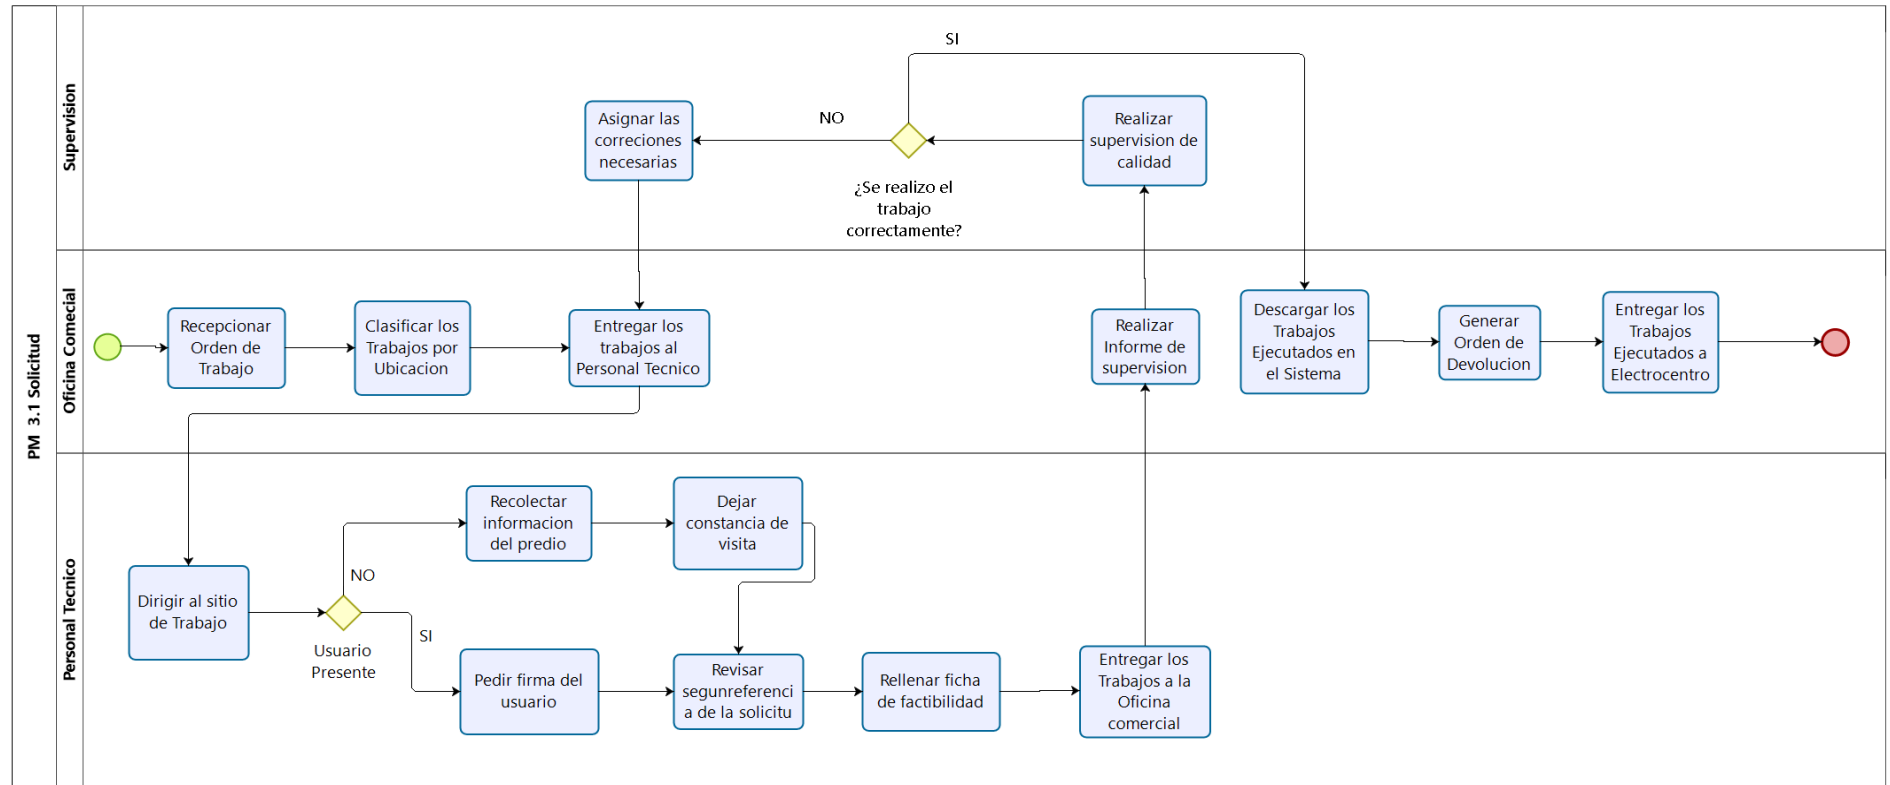 PM  3.1 Solicitud
Supervision
SI
Asignar las
correciones
necesarias
NO
¿Se realizo el
trabajo
correctamente?
Realizar
supervision de
calidad
Oficina Comecial
Recepcionar
Orden de
Trabajo
Clasificar los
Trabajos por
Ubicacion
Entregar los
trabajos al
Personal Tecnico
Realizar
Informe de
supervision
Descargar los
Trabajos
Ejecutados en
el Sistema
Generar
Orden de
Devolucion
Entregar los
Trabajos
Ejecutados a
Electrocentro
Personal Tecnico
Dirigir al sitio
de Trabajo
NO
Usuario
Presente
SI
Recolectar
informacion
del predio
Dejar
constancia de
visita
Pedir firma del
usuario
Revisar
segunreferenci
a de la solicitu
Rellenar ficha
de factibilidad
Entregar los
Trabajos a la
Oficina
comercial